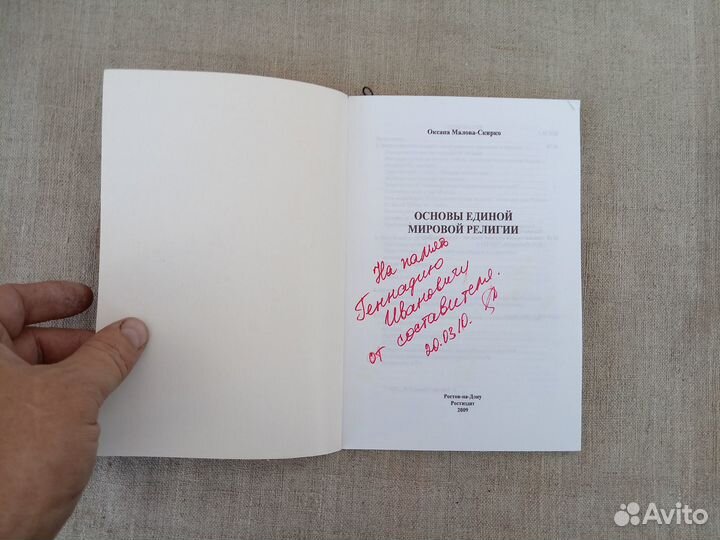 Оксана Малова-Скирко
ОСНОВЫ ЕДИНОЙ
МИРОВОЙ РЕЛИГИИ
На память
Геннадию
Ивановичу
от составителя.
20.03.10.
Ростов-на-Дону
Ростиздат
2009
Avito